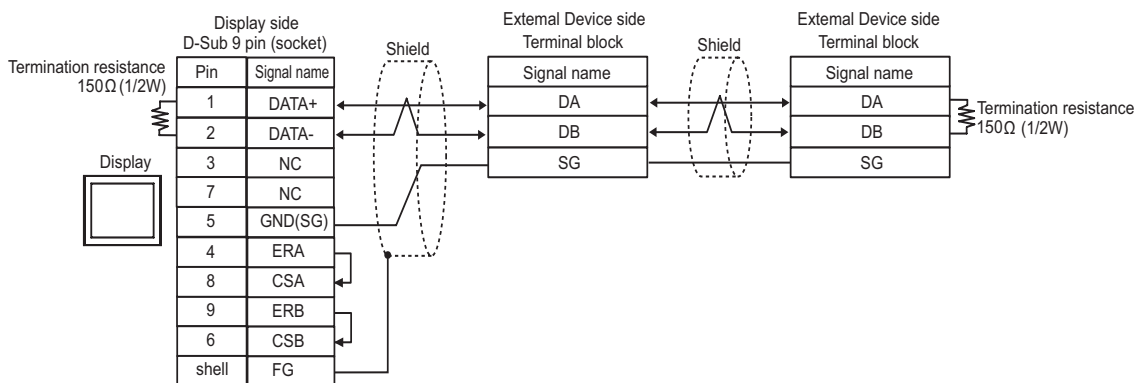 Display side
D-Sub 9 pin (socket)
Shield
External Device side
Terminal block
Shield
External Device side
Terminal block
Termination resistance
150Ω (1/2W)
Pin Signal name
1 DATA+
2 DATA-
3 NC
7 NC
5 GND(SG)
4 ERA
8 CSA
9 ERB
6 CSB
shell FG
Display
Signal name
DA
DB
SG
Signal name
DA
DB
SG
Termination resistance
150Ω (1/2W)